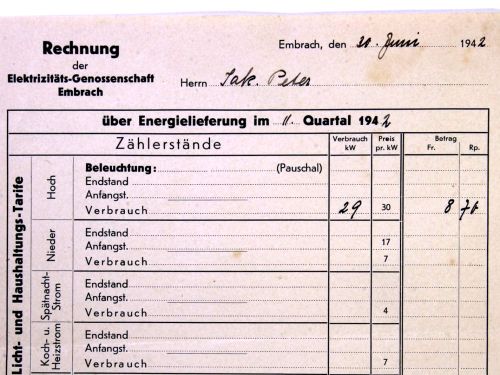 Rechnung
der
Elektrizitäts-Genossenschaft
Embrach
Embrach, den 30. Juni 1942
Herrn Jak. Peter
über Energielieferung im II. Quartal 1942
Zählerstände
Verbrauch kW
Preis pr. kW
Betrag
Fr. Rp.
Licht- und Haushaltungs-Tarife
Hoch
Beleuchtung: (Pauschal)
Endstand
Anfangst.
Verbrauch 29 30 8 70
Nieder
Endstand
Anfangst. 17
Verbrauch 7
Spätnacht-Strom
Endstand
Anfangst.
Verbrauch 4
Koch- u. Heizstrom
Endstand
Anfangst.
Verbrauch 7